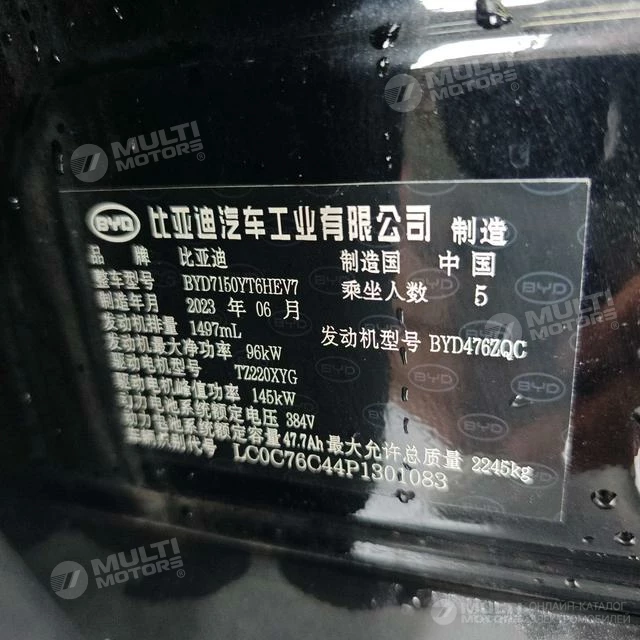 MULTI MOTORS®
MULTI MOTORS
BYD 比亚迪汽车工业有限公司 制造
品 牌 比亚迪 制造国 中国
整车型号 BYD7150YT6HEV7 乘坐人数 5
制造年月 2023 年 06 月
发动机排量 1497mL 发动机型号 BYD476ZQC
发动机最大净功率 96kW
驱动电机型号 TZ220XYG
驱动电机峰值功率 145kW
动力电池系统额定电压 384V
动力电池系统额定容量 47.7Ah 最大允许总质量 2245kg
车辆识别代号 LC0C76C44P1301083
MULTI MOTORS®
MULTI MOTORS
ОНЛАЙН-КАТАЛОГ
ЭЛЕКТРОМОБИЛЕЙ